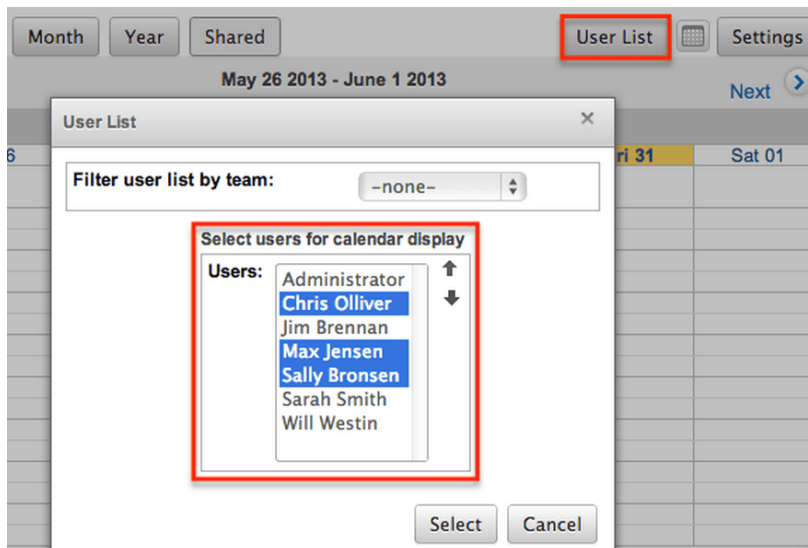 Month Year Shared User List Settings
May 26 2013 - June 1 2013
Next
User List ×
6 ri 31 Sat 01
Filter user list by team: -none-
Select users for calendar display
Users:
Administrator
Chris Olliver
Jim Brennan
Max Jensen
Sally Bronsen
Sarah Smith
Will Westin
Select Cancel